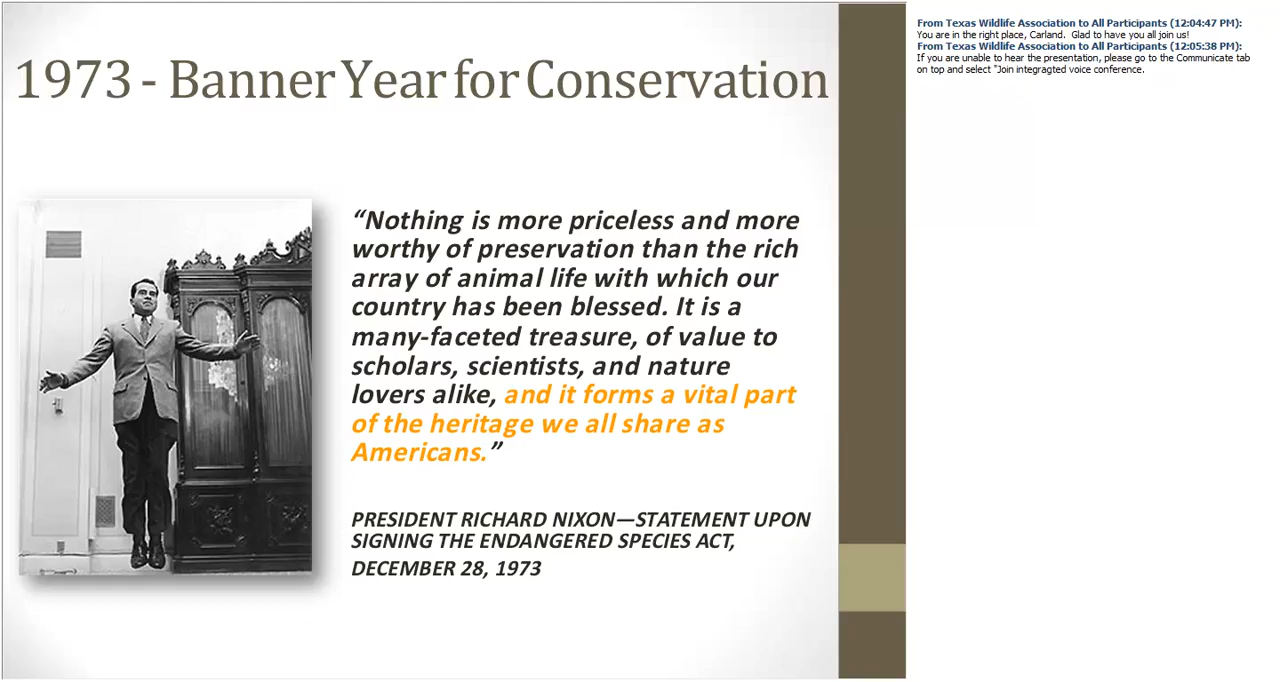 1973 - Banner Year for Conservation
“Nothing is more priceless and more
worthy of preservation than the rich
array of animal life with which our
country has been blessed. It is a
many-faceted treasure, of value to
scholars, scientists, and nature
lovers alike, and it forms a vital part
of the heritage we all share as
Americans.”
PRESIDENT RICHARD NIXON—STATEMENT UPON
SIGNING THE ENDANGERED SPECIES ACT,
DECEMBER 28, 1973
From Texas Wildlife Association to All Participants (12:04:47 PM):
You are in the right place, Carland. Glad to have you all join us!
From Texas Wildlife Association to All Participants (12:05:38 PM):
If you are unable to hear the presentation, please go to the Communicate tab
on top and select "Join integragted voice conference.